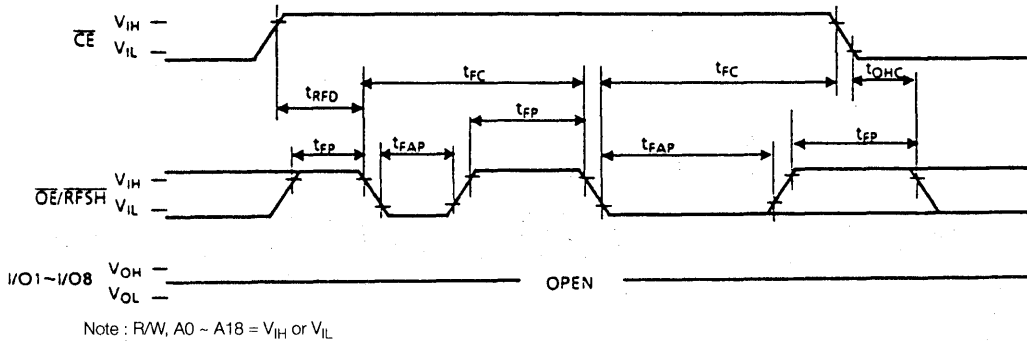 CE
VIH
VIL
tFC
tFC
tOHC
tRFD
tFP
tFP
tFAP
tFAP
tFP
OE/RFSH
VIH
VIL
I/O1~I/O8
VOH
VOL
OPEN
Note : R/W, A0 ~ A18 = VIH or VIL